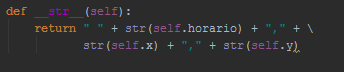 def __str__(self):
return " " + str(self.horario) + "," + \
str(self.x) + "," + str(self.y)